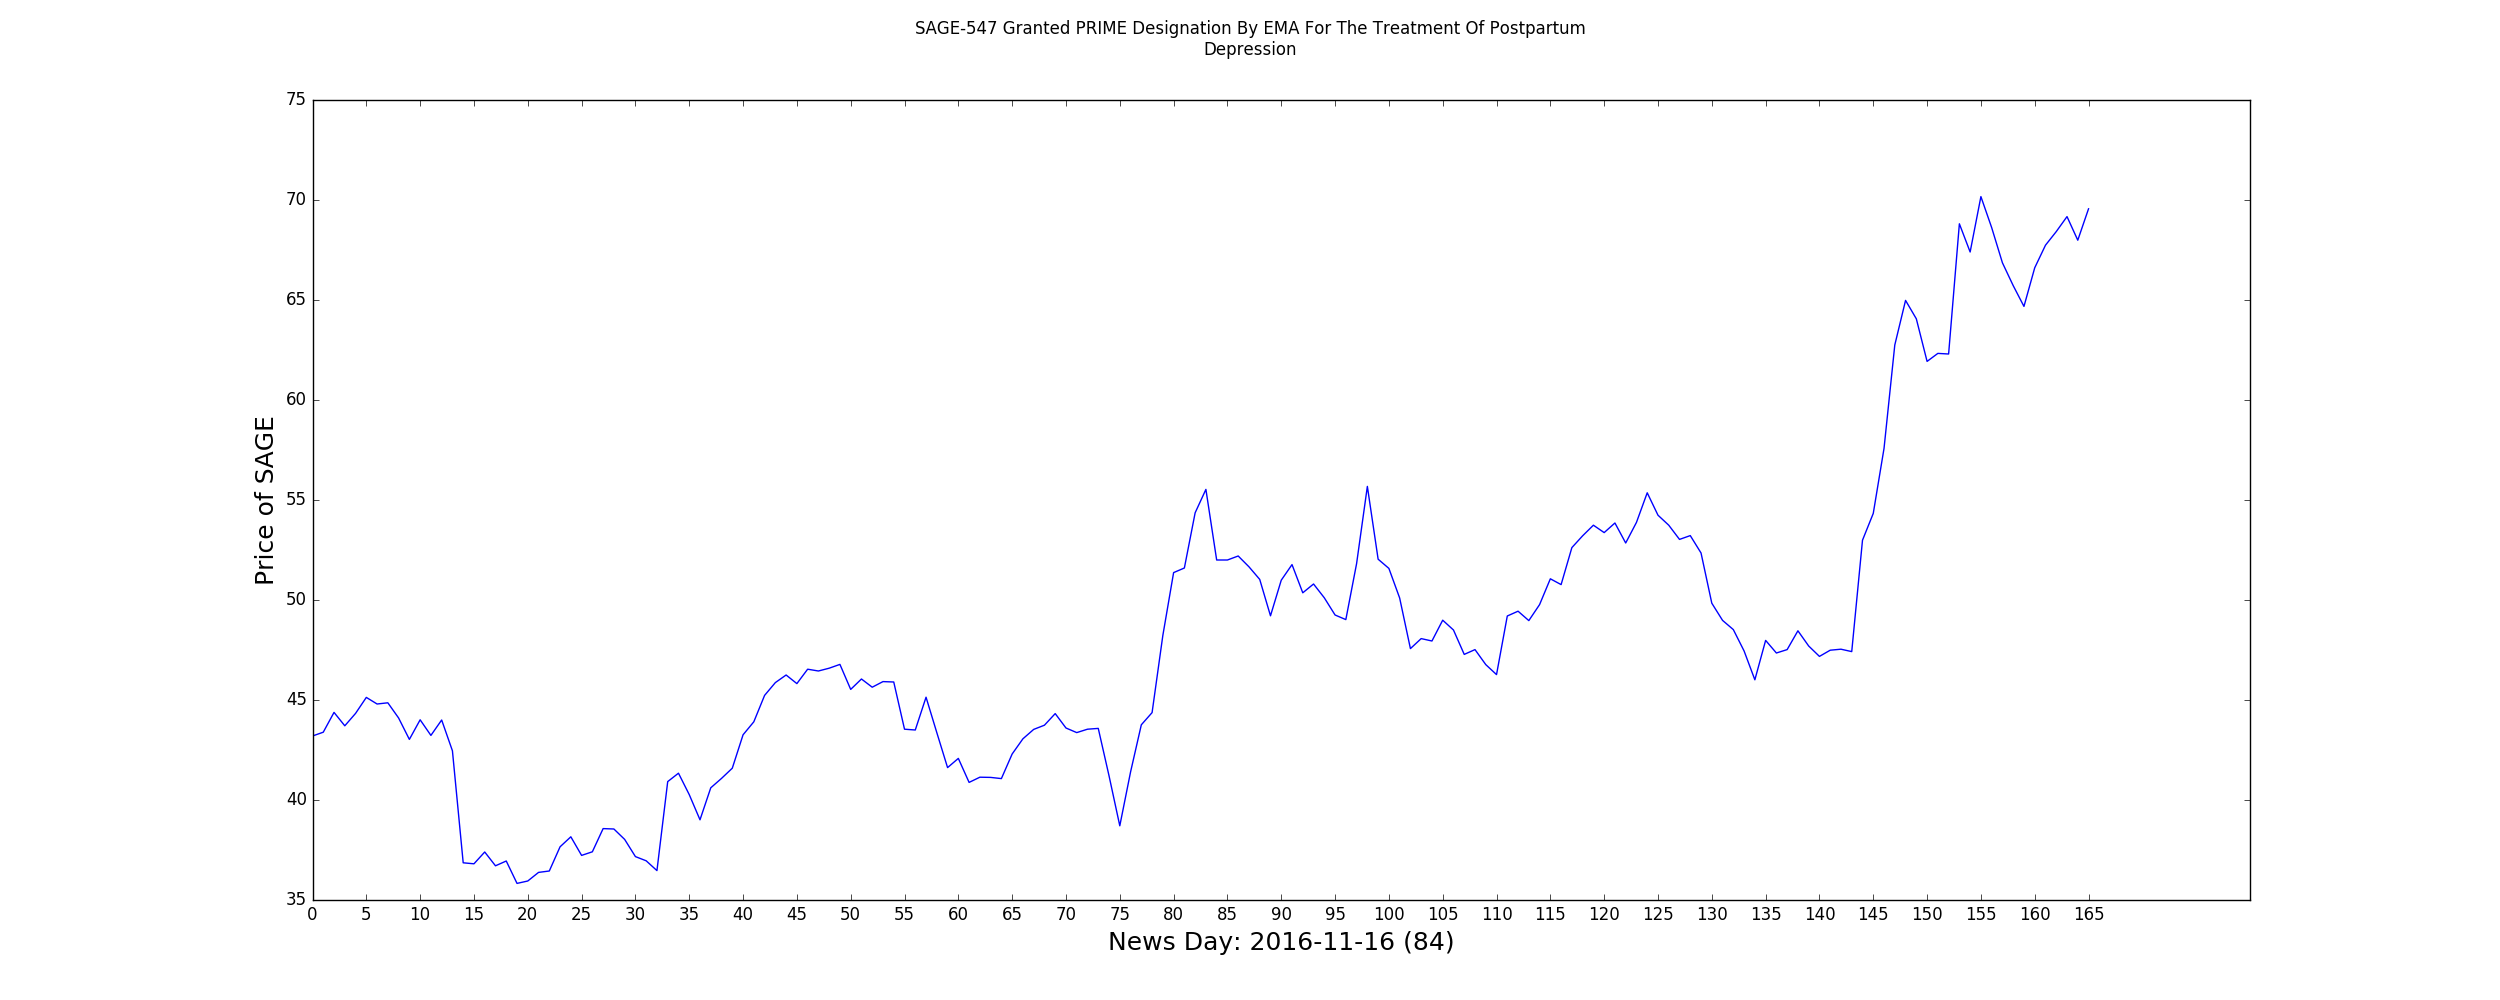 SAGE-547 Granted PRIME Designation By EMA For The Treatment Of Postpartum
Depression
75
70
65
60
55
50
45
40
35
Price of SAGE
0 5 10 15 20 25 30 35 40 45 50 55 60 65 70 75 80 85 90 95 100 105 110 115 120 125 130 135 140 145 150 155 160 165
News Day: 2016-11-16 (84)